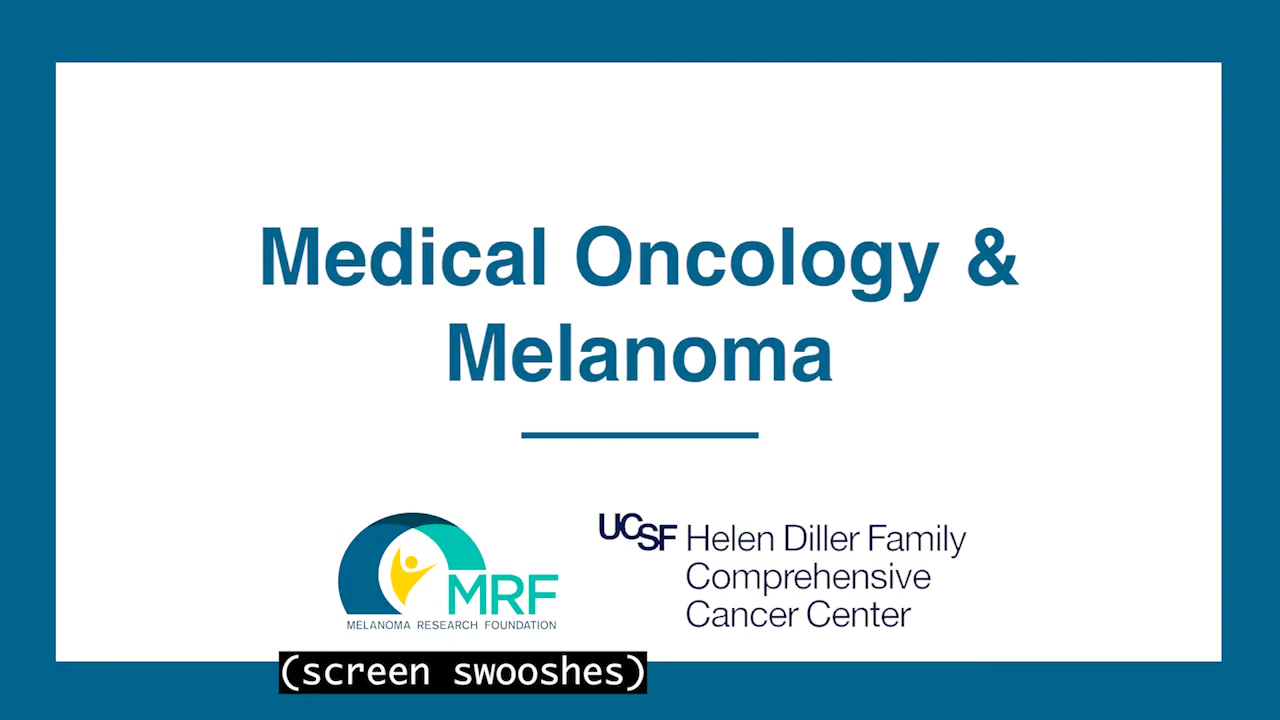 Medical Oncology &
Melanoma
MRF
MELANOMA RESEARCH FOUNDATION
UCSF Helen Diller Family
Comprehensive
Cancer Center
(screen swooshes)